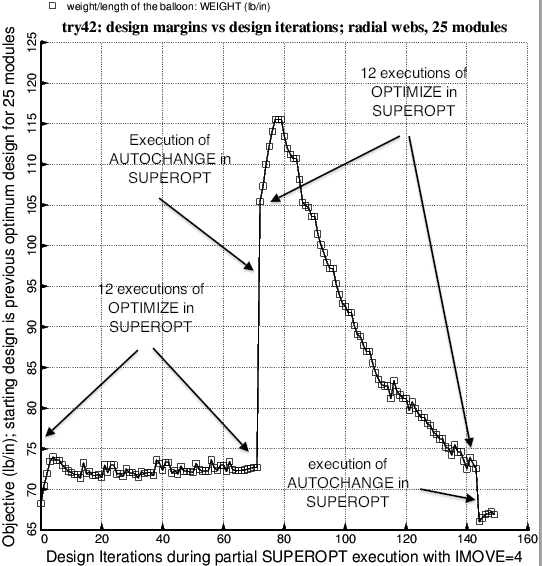 weight/length of the balloon: WEIGHT (lb/in)
try42: design margins vs design iterations; radial webs, 25 modules
Objective (lb/in); starting design is previous optimum design for 25 modules
125
120
115
110
105
100
95
90
85
80
75
70
65
12 executions of
OPTIMIZE in
SUPEROPT
Execution of
AUTOCHANGE in
SUPEROPT
12 executions of
OPTIMIZE in
SUPEROPT
execution of
AUTOCHANGE in
SUPEROPT
0 20 40 60 80 100 120 140 160
Design Iterations during partial SUPEROPT execution with IMOVE=4